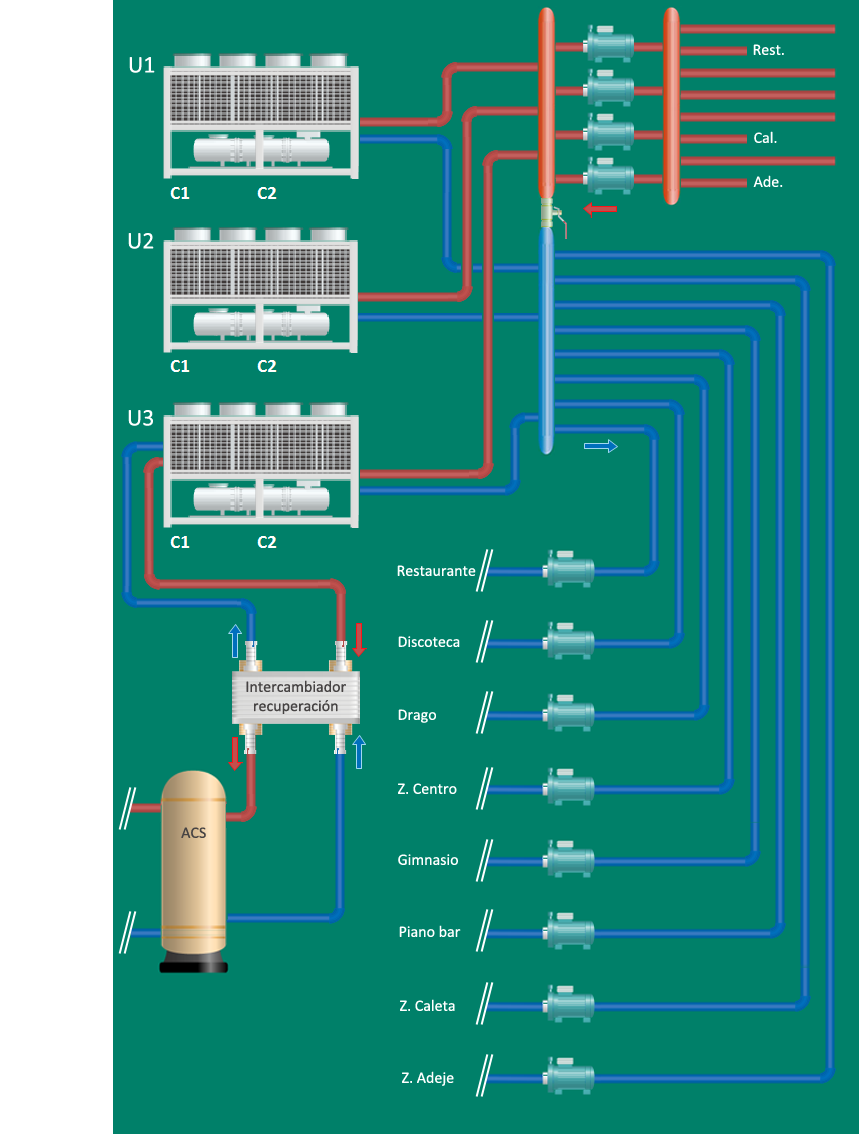 U1
Rest.
Cal.
Ade.
C1 C2
U2
C1 C2
U3
C1 C2
Restaurante
Discoteca
Intercambiador
recuperación
Drago
Z. Centro
ACS
Gimnasio
Piano bar
Z. Caleta
Z. Adeje